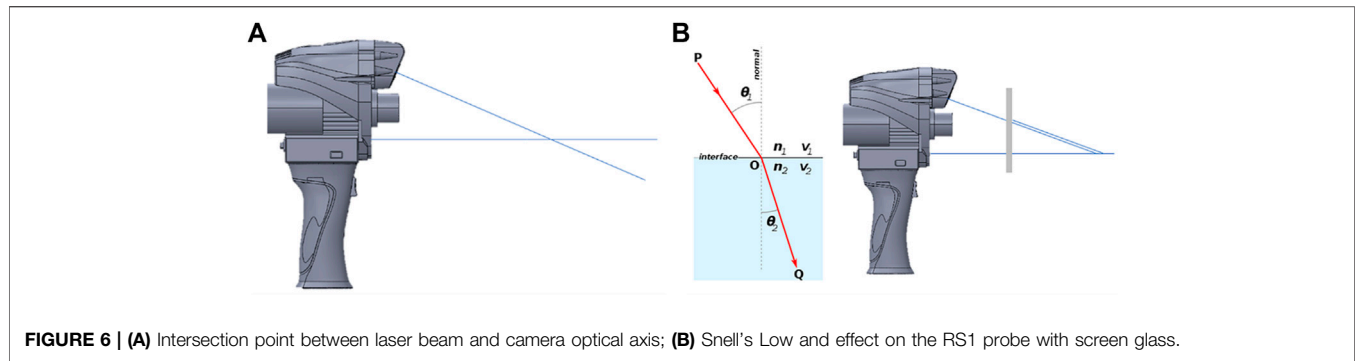 A
B
P
normal
θ1
n1 v1
interface
O
n2 v2
θ2
Q
FIGURE 6 | (A) Intersection point between laser beam and camera optical axis; (B) Snell's Low and effect on the RS1 probe with screen glass.